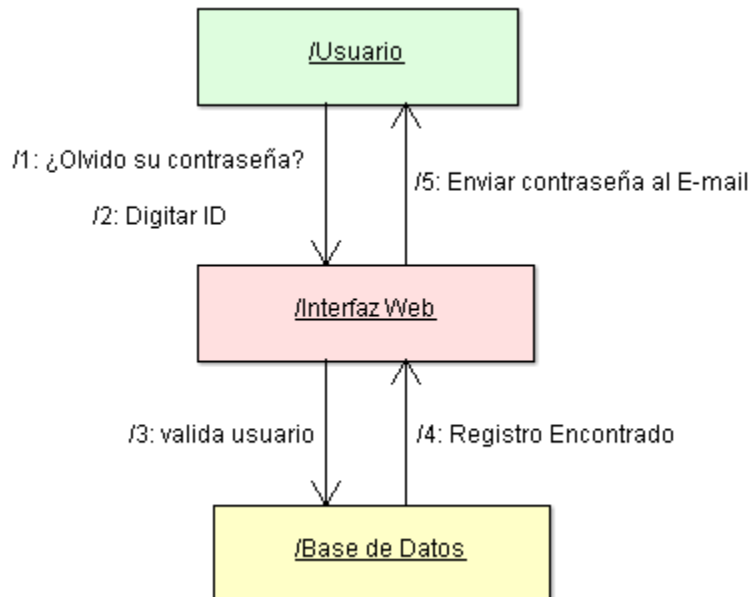 /Usuario
/1: ¿Olvido su contraseña?
/5: Enviar contraseña al E-mail
/2: Digitar ID
/Interfaz Web
/3: valida usuario
/4: Registro Encontrado
/Base de Datos